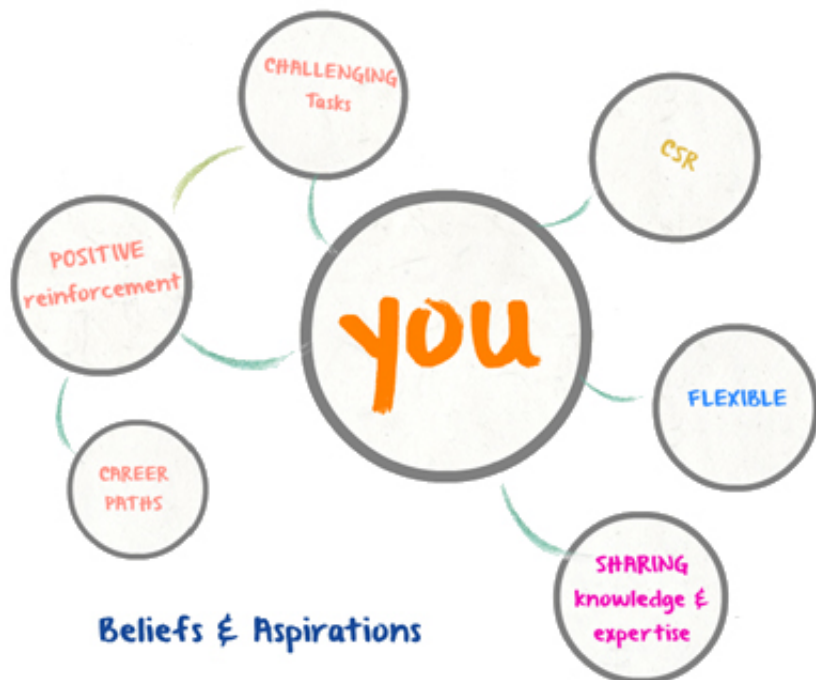 CHALLENGING
Tasks
CSR
POSITIVE
reinforcement
you
FLEXIBLE
CAREER
PATHS
SHARING
knowledge &
expertise
Beliefs & Aspirations